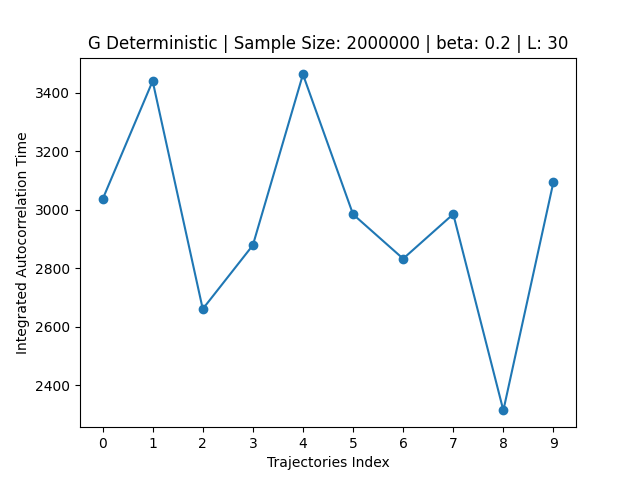 G Deterministic | Sample Size: 2000000 | beta: 0.2 | L: 30
Integrated Autocorrelation Time
3400
3200
3000
2800
2600
2400
0 1 2 3 4 5 6 7 8 9
Trajectories Index